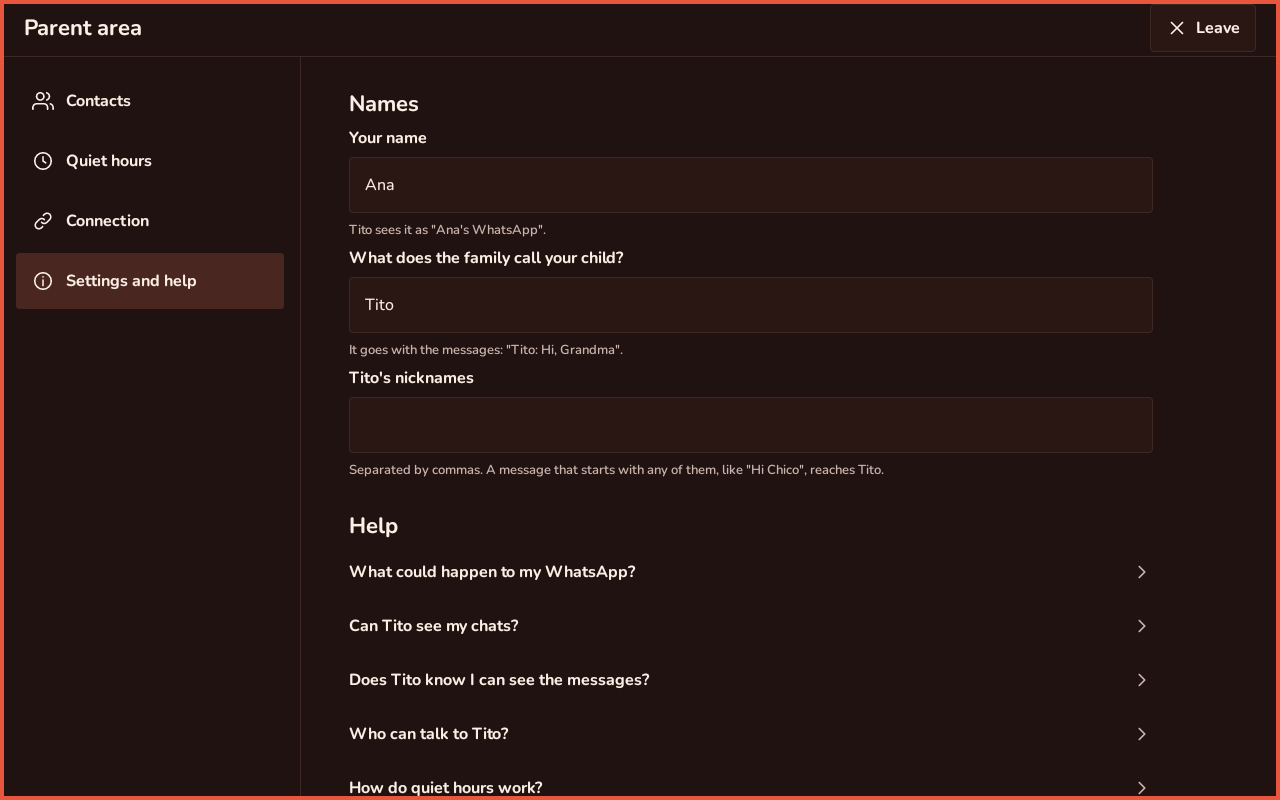 Parent area
Leave
Contacts
Quiet hours
Connection
Settings and help
Names
Your name
Ana
Tito sees it as "Ana's WhatsApp".
What does the family call your child?
Tito
It goes with the messages: "Tito: Hi, Grandma".
Tito's nicknames
Separated by commas. A message that starts with any of them, like "Hi Chico", reaches Tito.
Help
What could happen to my WhatsApp?
Can Tito see my chats?
Does Tito know I can see the messages?
Who can talk to Tito?
How do quiet hours work?